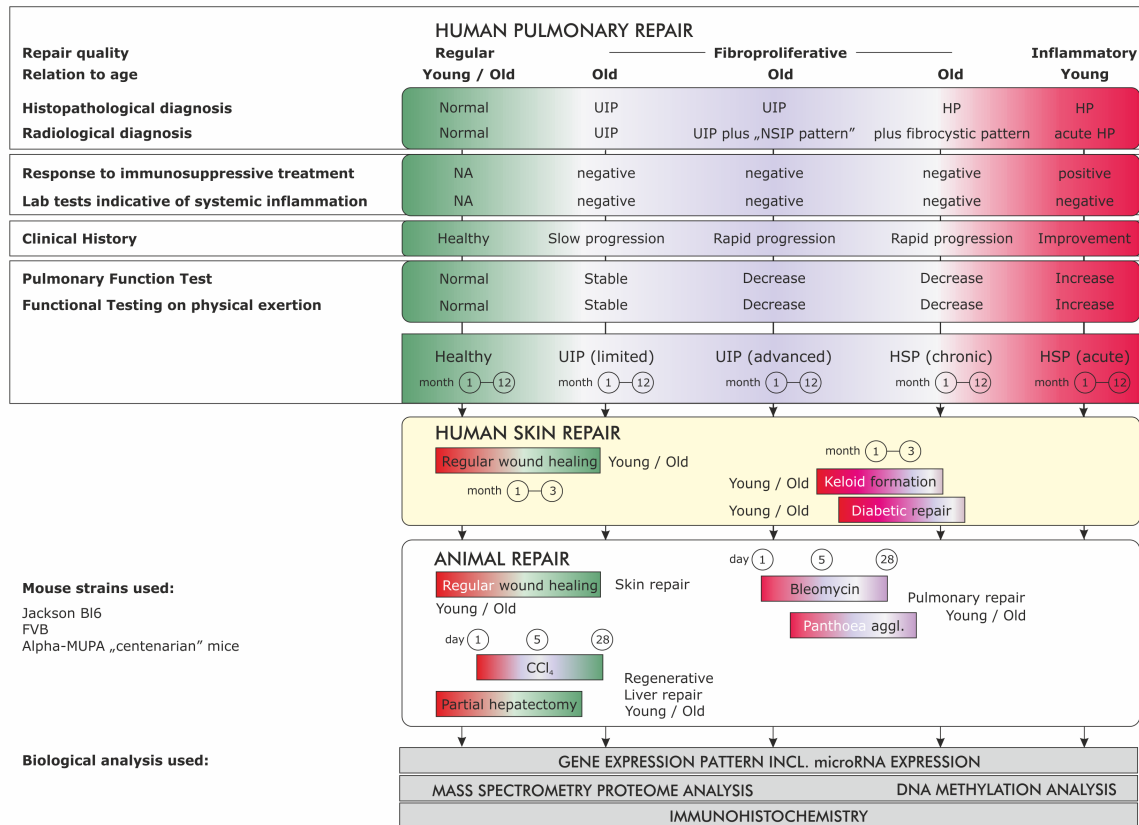 HUMAN PULMONARY REPAIR
Repair quality Regular Fibroproliferative Inflammatory
Relation to age Young / Old Old Old Old Young
Histopathological diagnosis Normal UIP UIP HP HP
Radiological diagnosis Normal UIP UIP plus „NSIP pattern” plus fibrocystic pattern acute HP
Response to immunosuppressive treatment NA negative negative negative positive
Lab tests indicative of systemic inflammation NA negative negative negative negative
Clinical History Healthy Slow progression Rapid progression Rapid progression Improvement
Pulmonary Function Test Normal Stable Decrease Decrease Increase
Functional Testing on physical exertion Normal Stable Decrease Decrease Increase
Healthy UIP (limited) UIP (advanced) HSP (chronic) HSP (acute)
month 1 12 month 1 12 month 1 12 month 1 12 month 1 12
HUMAN SKIN REPAIR
month 1 3
Regular wound healing Young / Old
Young / Old Keloid formation
month 1 3
Young / Old Diabetic repair
ANIMAL REPAIR
day 1 5 28
Regular wound healing Skin repair
Bleomycin
Young / Old
Pulmonary repair
Young / Old
Panthoea aggl.
day 1 5 28
CCl₄
Regenerative
Liver repair
Young / Old
Partial hepatectomy
Mouse strains used:
Jackson Bl6
FVB
Alpha-MUPA „centenarian” mice
Biological analysis used:
GENE EXPRESSION PATTERN INCL. microRNA EXPRESSION
MASS SPECTROMETRY PROTEOME ANALYSIS DNA METHYLATION ANALYSIS
IMMUNOHISTOCHEMISTRY